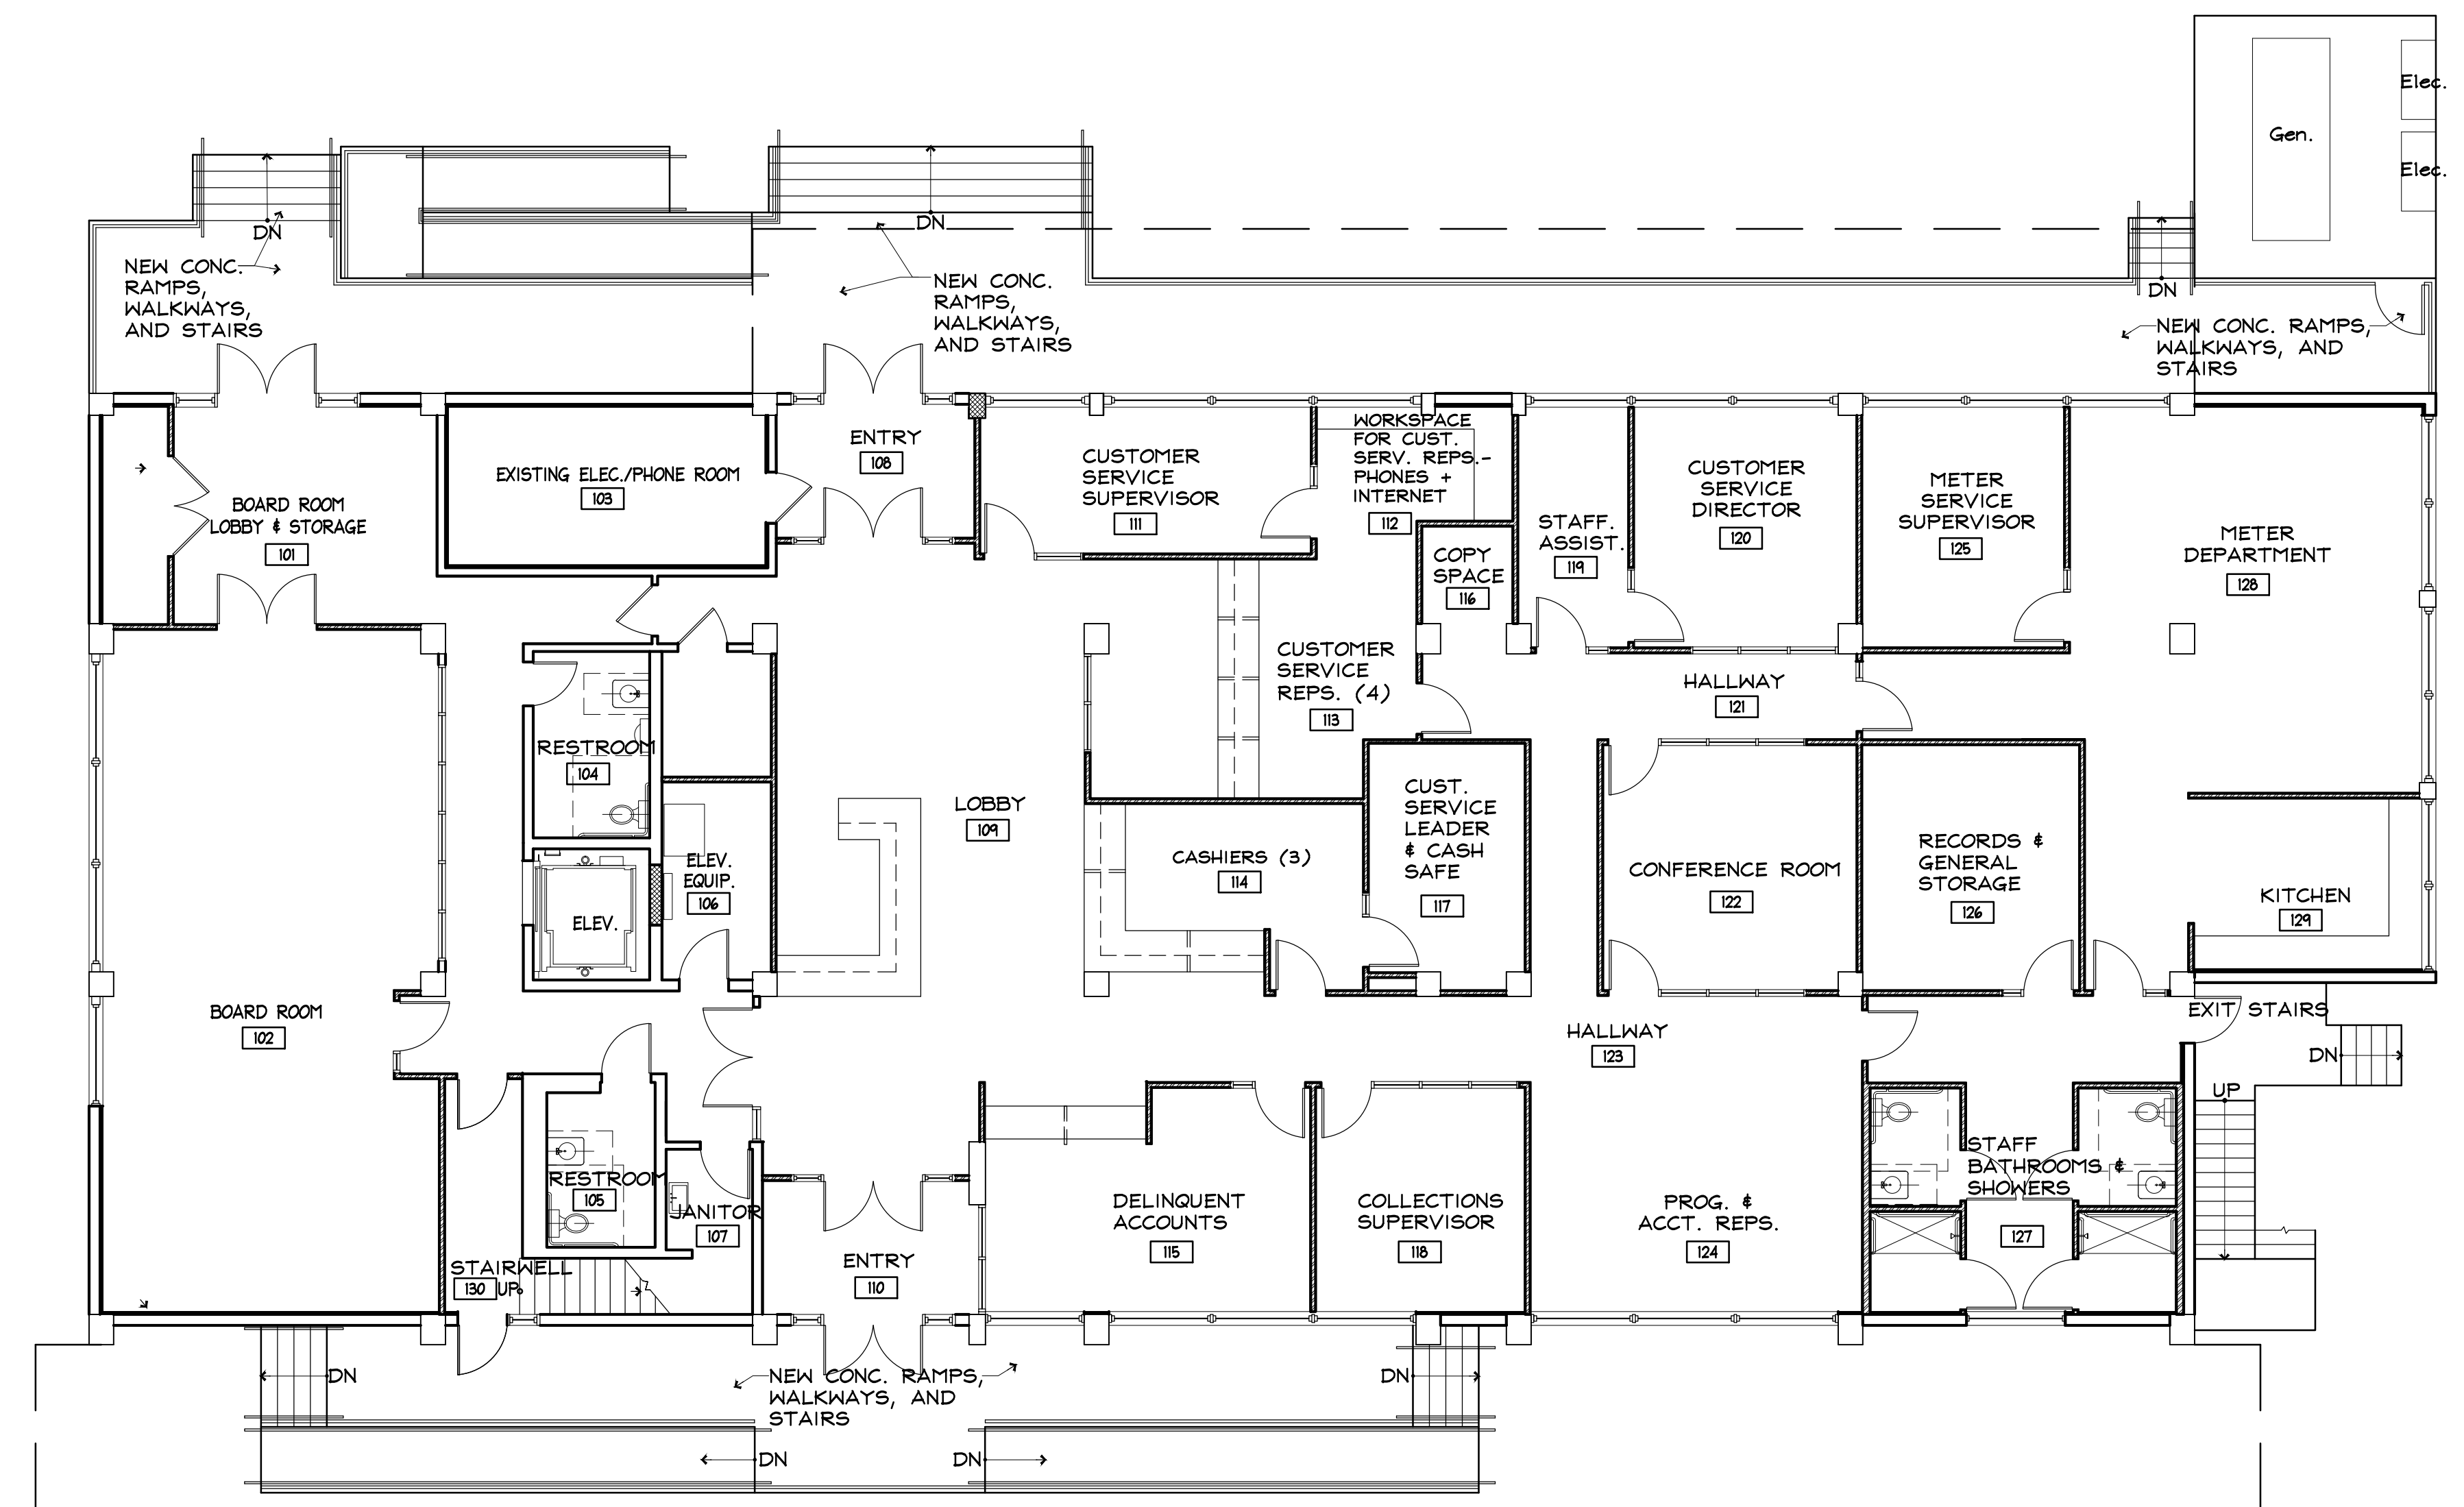 Elec.
Gen.
Elec.
DN
DN
DN
NEW CONC.
RAMPS,
WALKWAYS,
AND STAIRS
NEW CONC.
RAMPS,
WALKWAYS,
AND STAIRS
NEW CONC. RAMPS,
WALKWAYS, AND
STAIRS
BOARD ROOM
LOBBY & STORAGE
101
EXISTING ELEC./PHONE ROOM
103
ENTRY
108
CUSTOMER
SERVICE
SUPERVISOR
111
WORKSPACE
FOR CUST.
SERV. REPS.-
PHONES +
INTERNET
112
COPY
SPACE
116
STAFF.
ASSIST.
119
CUSTOMER
SERVICE
DIRECTOR
120
METER
SERVICE
SUPERVISOR
125
METER
DEPARTMENT
128
CUSTOMER
SERVICE
REPS. (4)
113
HALLWAY
121
RESTROOM
104
ELEV.
EQUIP.
106
ELEV.
LOBBY
109
CASHIERS (3)
114
CUST.
SERVICE
LEADER
& CASH
SAFE
117
CONFERENCE ROOM
122
RECORDS &
GENERAL
STORAGE
126
KITCHEN
129
BOARD ROOM
102
HALLWAY
123
EXIT STAIRS
DN
UP
RESTROOM
105
JANITOR
107
STAIRWELL
130 UP
ENTRY
110
DELINQUENT
ACCOUNTS
115
COLLECTIONS
SUPERVISOR
118
PROG. &
ACCT. REPS.
124
STAFF
BATHROOMS &
SHOWERS
127
DN
NEW CONC. RAMPS,
WALKWAYS, AND
STAIRS
DN
DN
DN